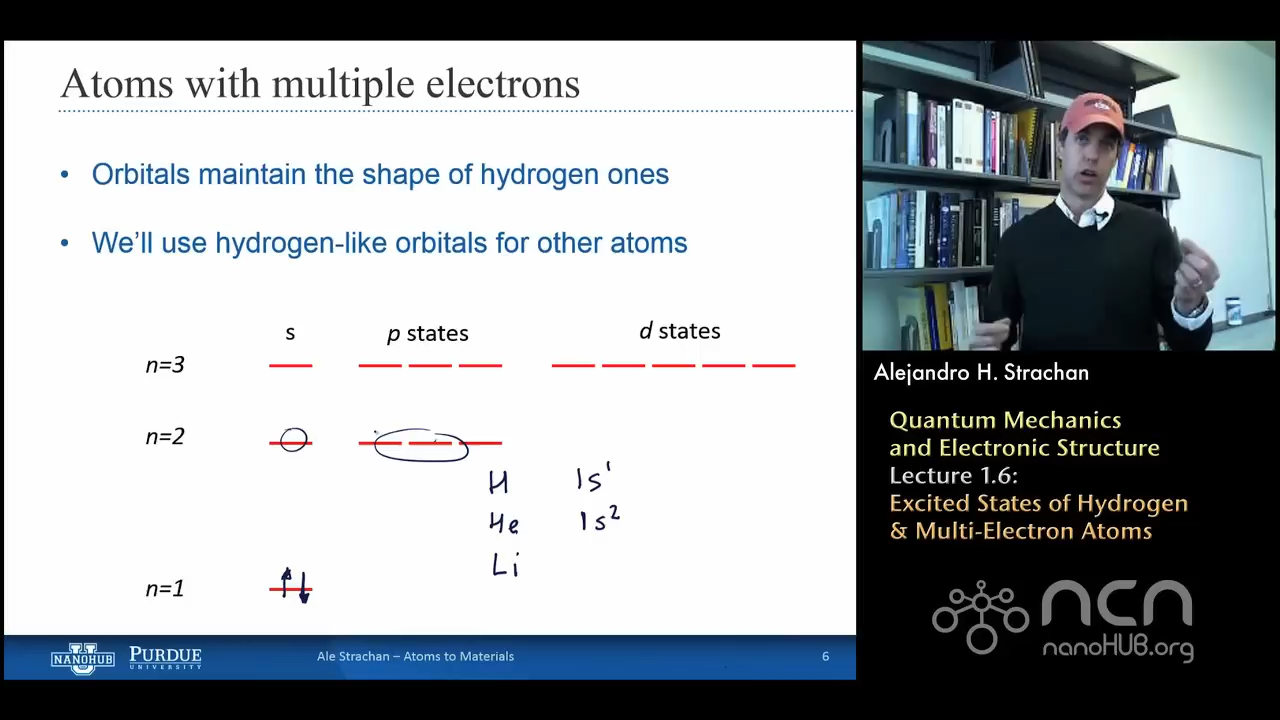 Atoms with multiple electrons
• Orbitals maintain the shape of hydrogen ones
• We'll use hydrogen-like orbitals for other atoms
s p states d states
n=3
n=2
H 1s¹
He 1s²
Li
n=1
NANOHUB U PURDUE UNIVERSITY Ale Strachan – Atoms to Materials 6
Alejandro H. Strachan
Quantum Mechanics
and Electronic Structure
Lecture 1.6:
Excited States of Hydrogen
& Multi-Electron Atoms
ncn
nanoHUB.org